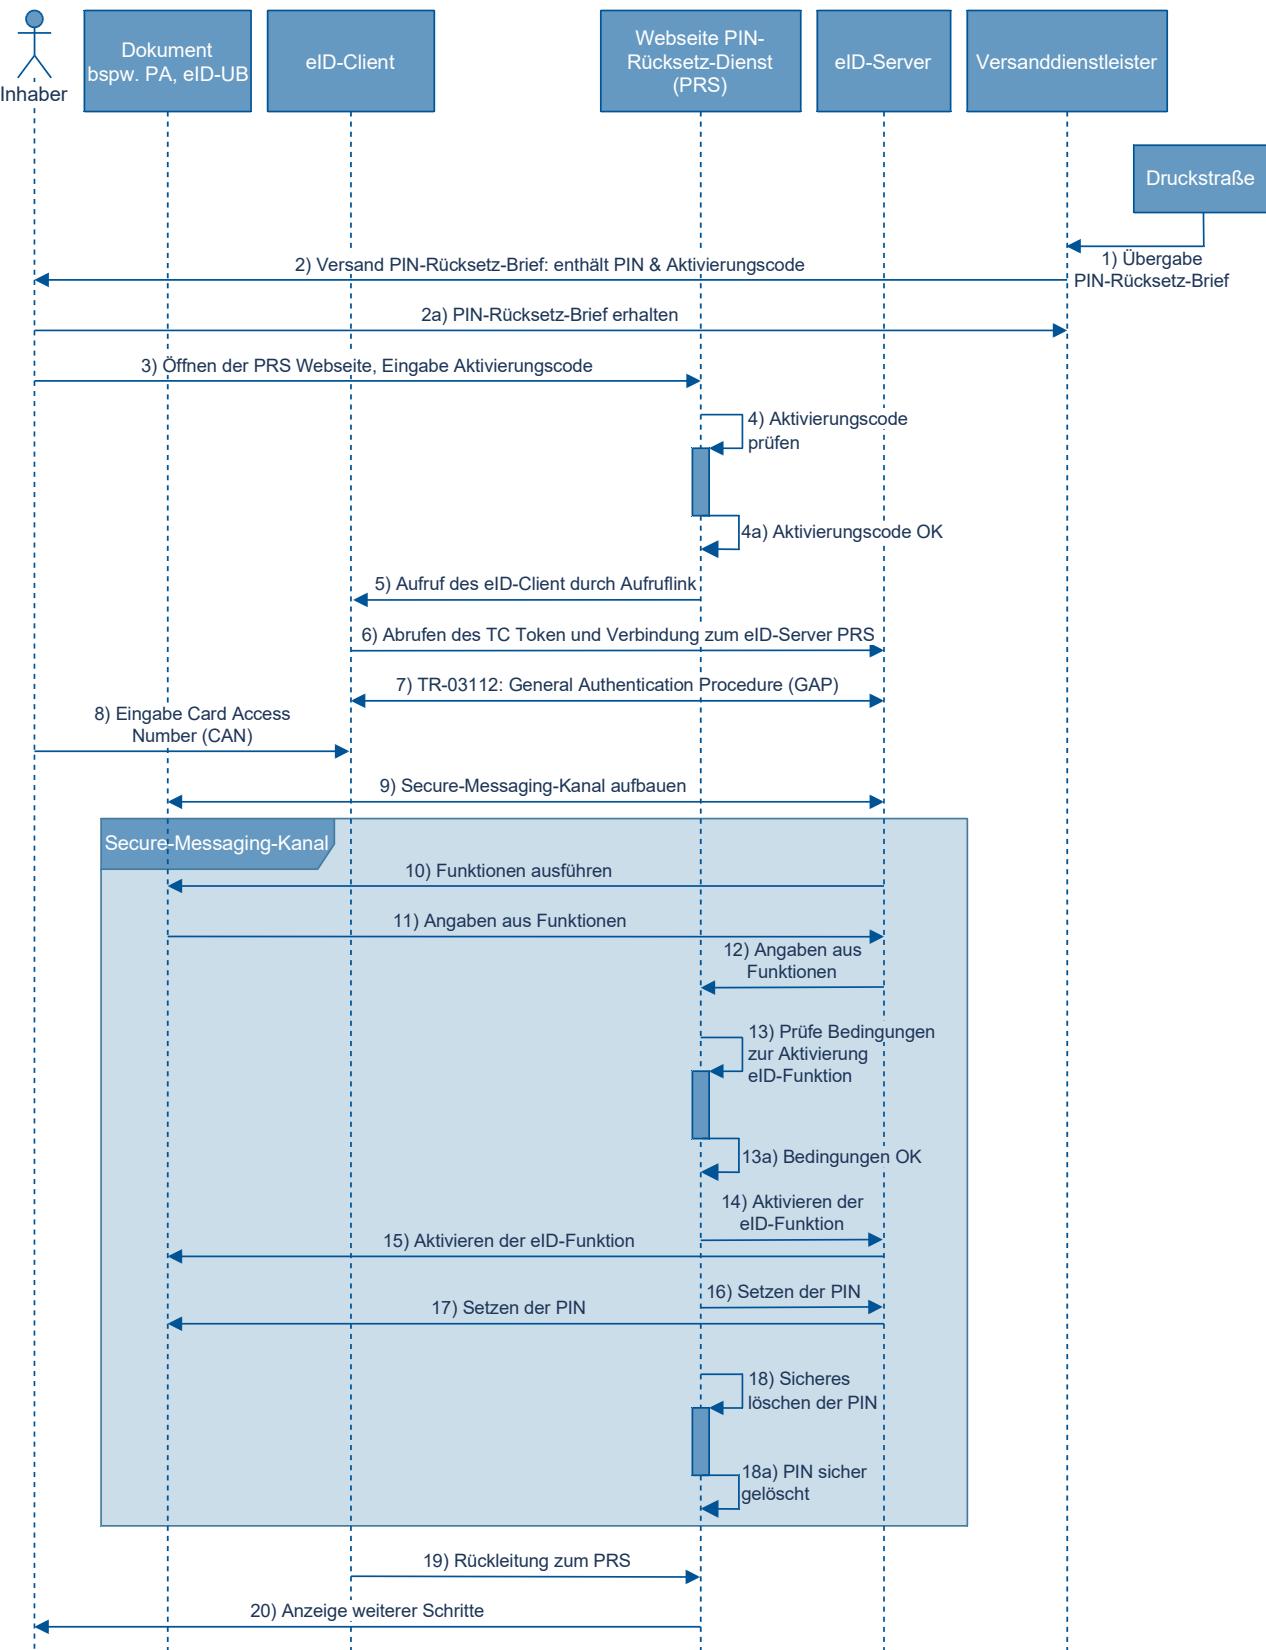 Inhaber
Dokument
bspw. PA, eID-UB
eID-Client
Webseite PIN-
Rücksetz-Dienst
(PRS)
eID-Server
Versanddienstleister
Druckstraße
1) Übergabe
PIN-Rücksetz-Brief
2) Versand PIN-Rücksetz-Brief: enthält PIN & Aktivierungscode
2a) PIN-Rücksetz-Brief erhalten
3) Öffnen der PRS Webseite, Eingabe Aktivierungscode
4) Aktivierungscode
prüfen
4a) Aktivierungscode OK
5) Aufruf des eID-Client durch Aufruflink
6) Abrufen des TC Token und Verbindung zum eID-Server PRS
7) TR-03112: General Authentication Procedure (GAP)
8) Eingabe Card Access
Number (CAN)
9) Secure-Messaging-Kanal aufbauen
Secure-Messaging-Kanal
10) Funktionen ausführen
11) Angaben aus Funktionen
12) Angaben aus
Funktionen
13) Prüfe Bedingungen
zur Aktivierung
eID-Funktion
13a) Bedingungen OK
14) Aktivieren der
eID-Funktion
15) Aktivieren der eID-Funktion
16) Setzen der PIN
17) Setzen der PIN
18) Sicheres
löschen der PIN
18a) PIN sicher
gelöscht
19) Rückleitung zum PRS
20) Anzeige weiterer Schritte